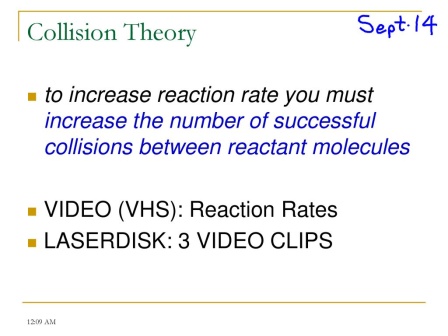 Collision Theory
Sept. 14
to increase reaction rate you must
increase the number of successful
collisions between reactant molecules
VIDEO (VHS): Reaction Rates
LASERDISK: 3 VIDEO CLIPS
12:09 AM